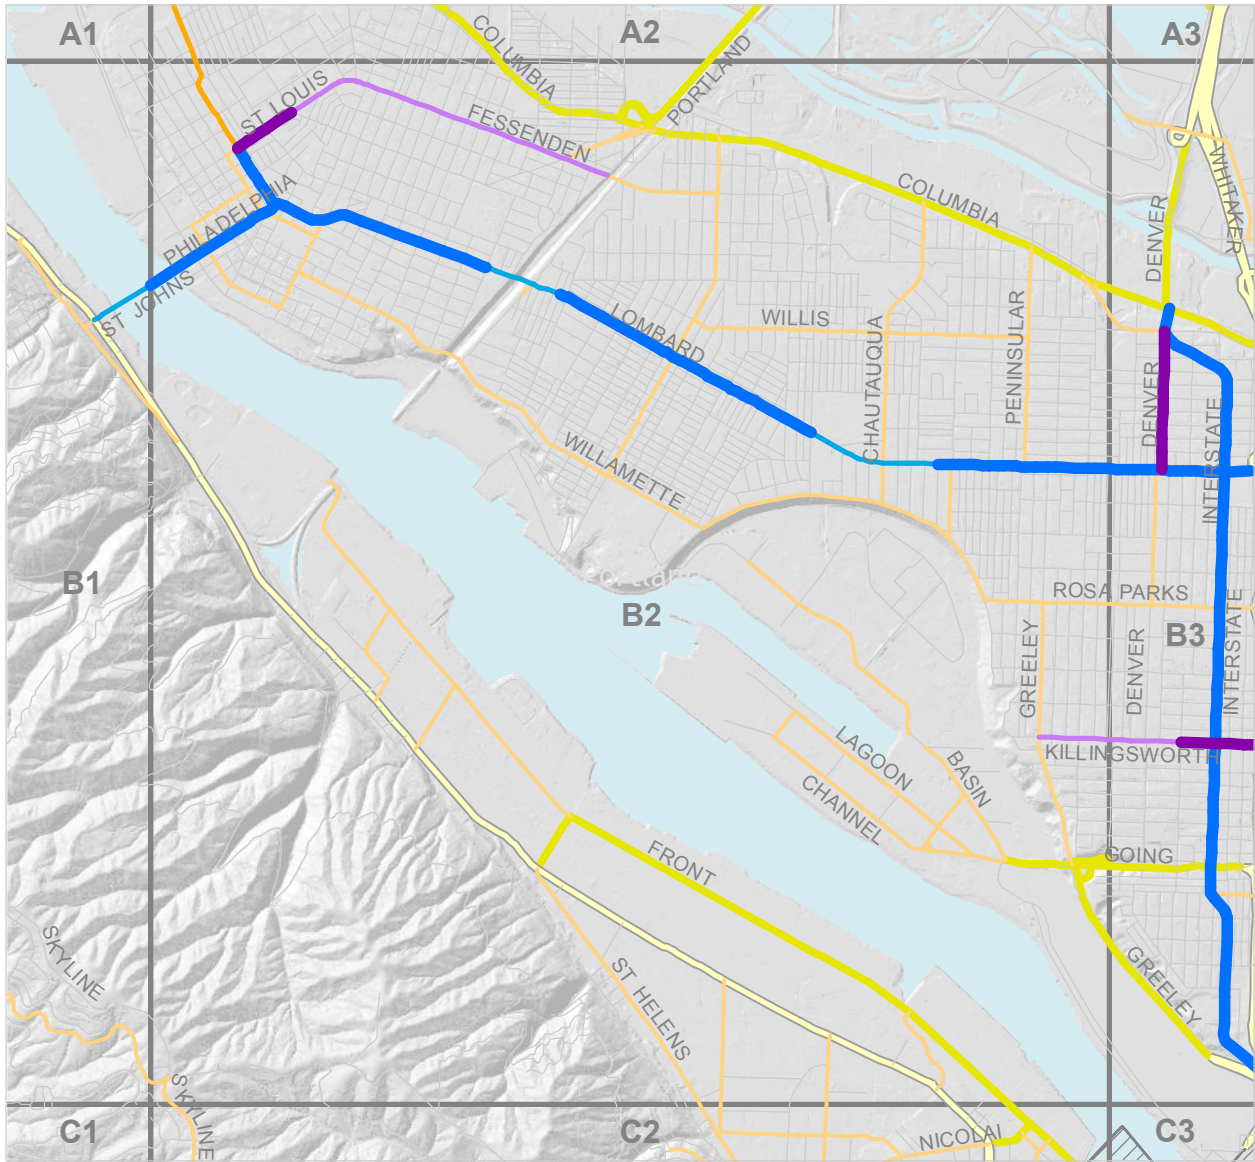 A1
A2
A3
COLUMBIA
PORTLAND
ST LOUIS
FESSENDEN
D
WHITAKER
PHILADELPHIA
COLUMBIA
DENVER
ST JOHNS
LOMBARD
WILLIS
CHAUTAUQUA
PENINSULAR
DENVER
INTERSTATE
WILLAMETTE
Portland
B1
B2
B3
ROSA PARKS
GREELEY
DENVER
INTERSTATE
KILLINGSWORTH
LAGOON
BASIN
CHANNEL
FRONT
GOING
SKYLINE
ST HELENS
GREELEY
SKYLINE
C1
C2
NICOLAI
C3